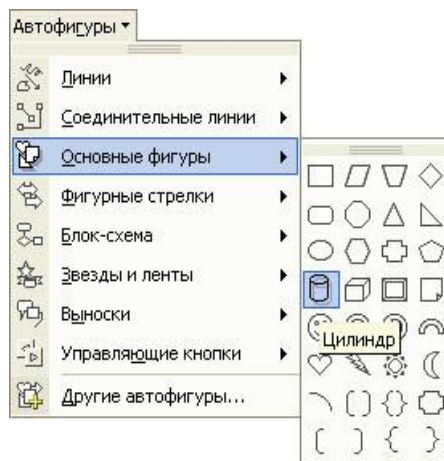 Автофигуры
Линии
Соединительные линии
Основные фигуры
Фигурные стрелки
Блок-схема
Звезды и ленты
Выноски
Управляющие кнопки
Другие автофигуры...
Цилиндр